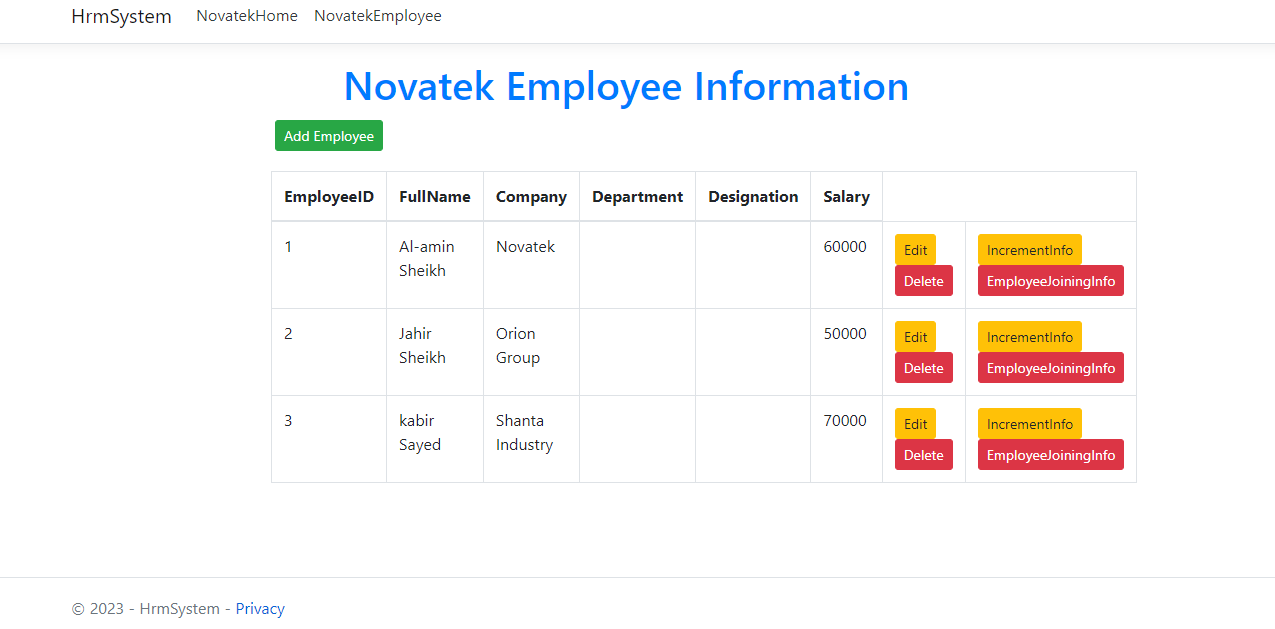 HrmSystem NovatekHome NovatekEmployee
Novatek Employee Information
Add Employee
EmployeeID FullName Company Department Designation Salary
1 Al-amin Sheikh Novatek 60000 Edit Delete IncrementInfo EmployeeJoiningInfo
2 Jahir Sheikh Orion Group 50000 Edit Delete IncrementInfo EmployeeJoiningInfo
3 kabir Sayed Shanta Industry 70000 Edit Delete IncrementInfo EmployeeJoiningInfo
© 2023 - HrmSystem - Privacy